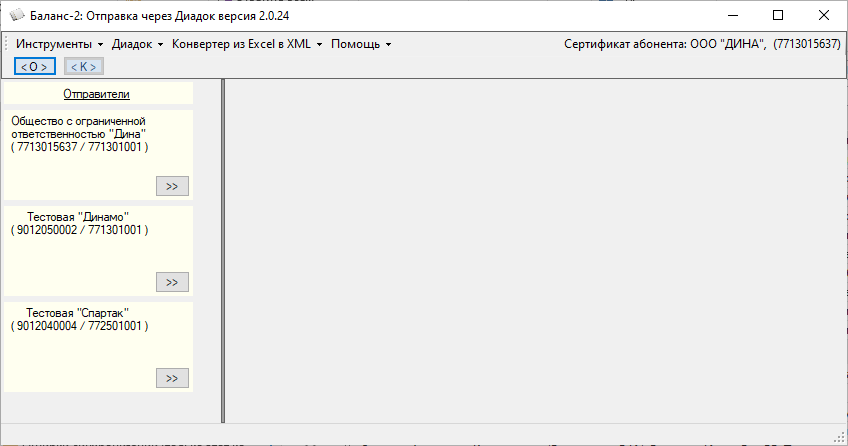 Баланс-2: Отправка через Диадок версия 2.0.24
Инструменты Диадок Конвертер из Excel в XML Помощь Сертификат абонента: ООО "ДИНА", (7713015637)
< О > < К >
Отправители
Общество с ограниченной
ответственностью "Дина"
( 7713015637 / 771301001 )
>>
Тестовая "Динамо"
( 9012050002 / 771301001 )
>>
Тестовая "Спартак"
( 9012040004 / 772501001 )
>>